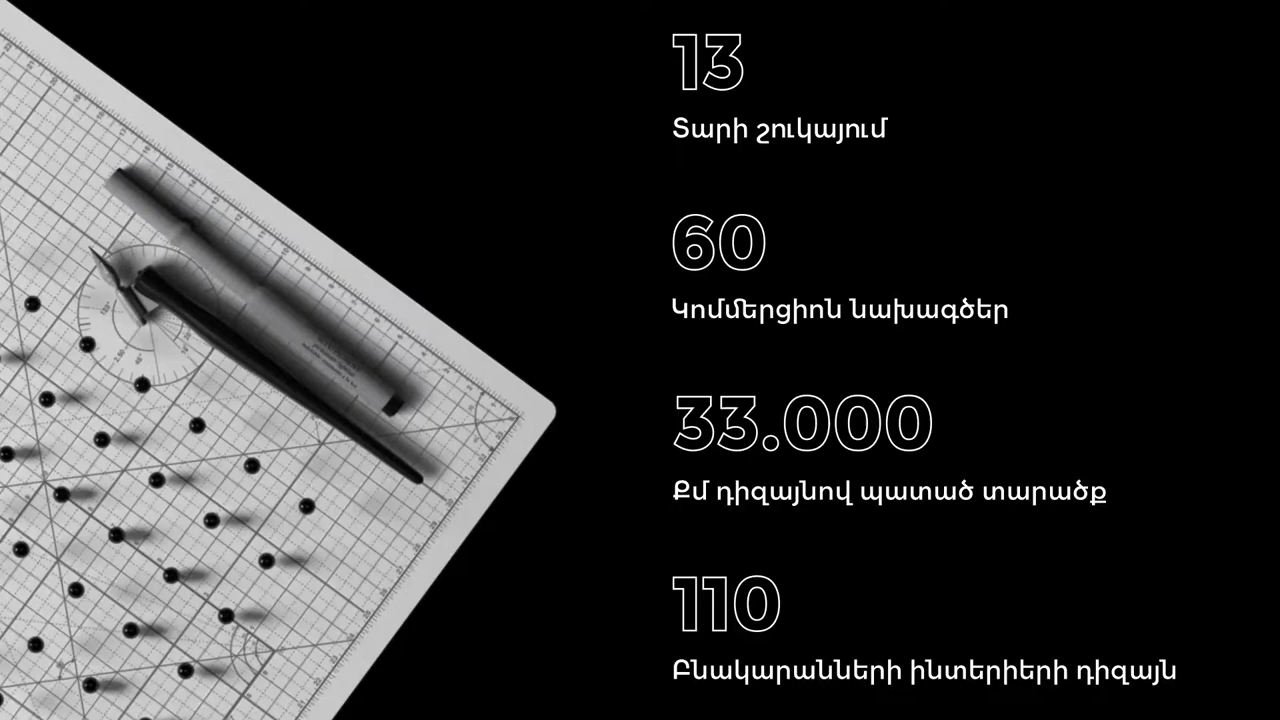 13
Տարի շուկայում
60
Կոմմերցիոն նախագծեր
33.000
Քմ դիզայնով պատած տարածք
110
Բնակարանների ինտերիերի դիզայն